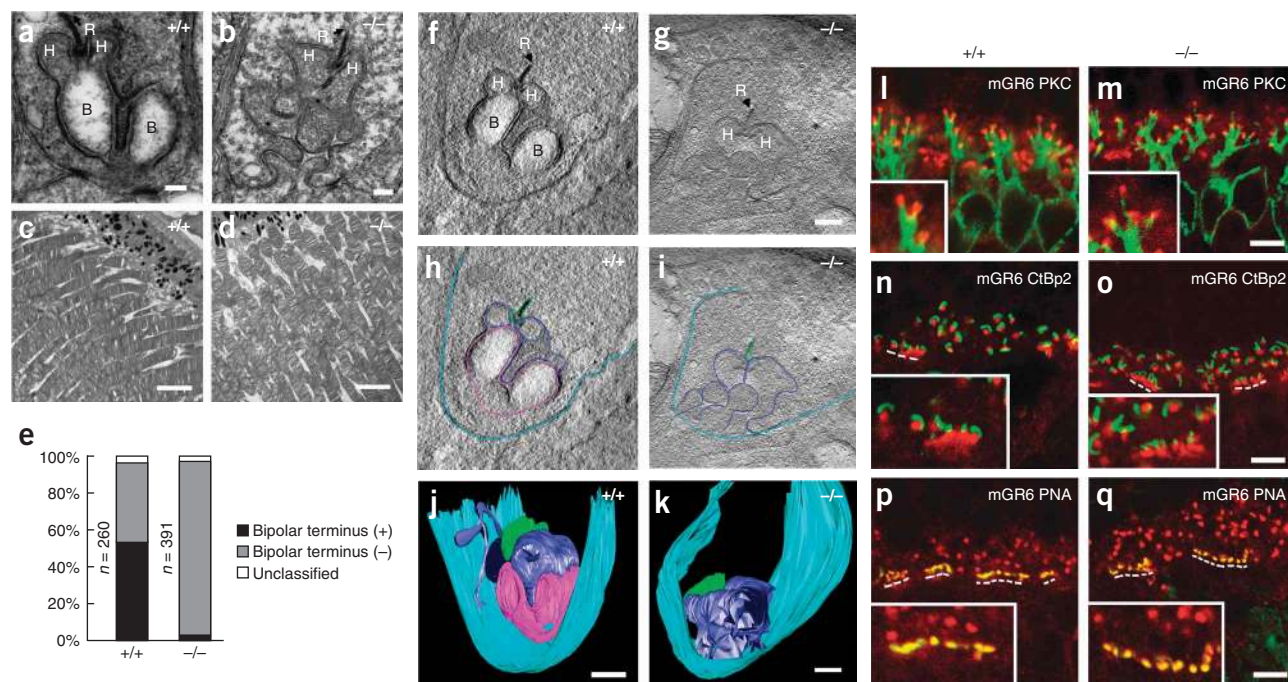 a
+/+
R
H
H
B
B
b
−/−
R
H
H
c
+/+
d
−/−
e
100%
80%
60%
40%
20%
0%
n = 260
n = 391
+/+
−/−
Bipolar terminus (+)
Bipolar terminus (−)
Unclassified
f
+/+
R
H
H
B
B
g
−/−
R
H
H
h
+/+
i
−/−
j
+/+
k
−/−
+/+
−/−
l
mGR6 PKC
m
mGR6 PKC
n
mGR6 CtBp2
o
mGR6 CtBp2
p
mGR6 PNA
q
mGR6 PNA